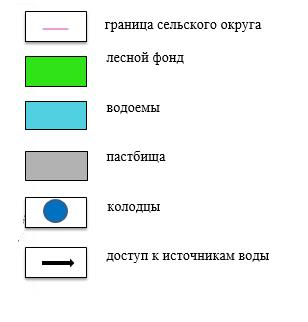 граница сельского округа
лесной фонд
водоемы
пастбища
колодцы
доступ к источникам воды